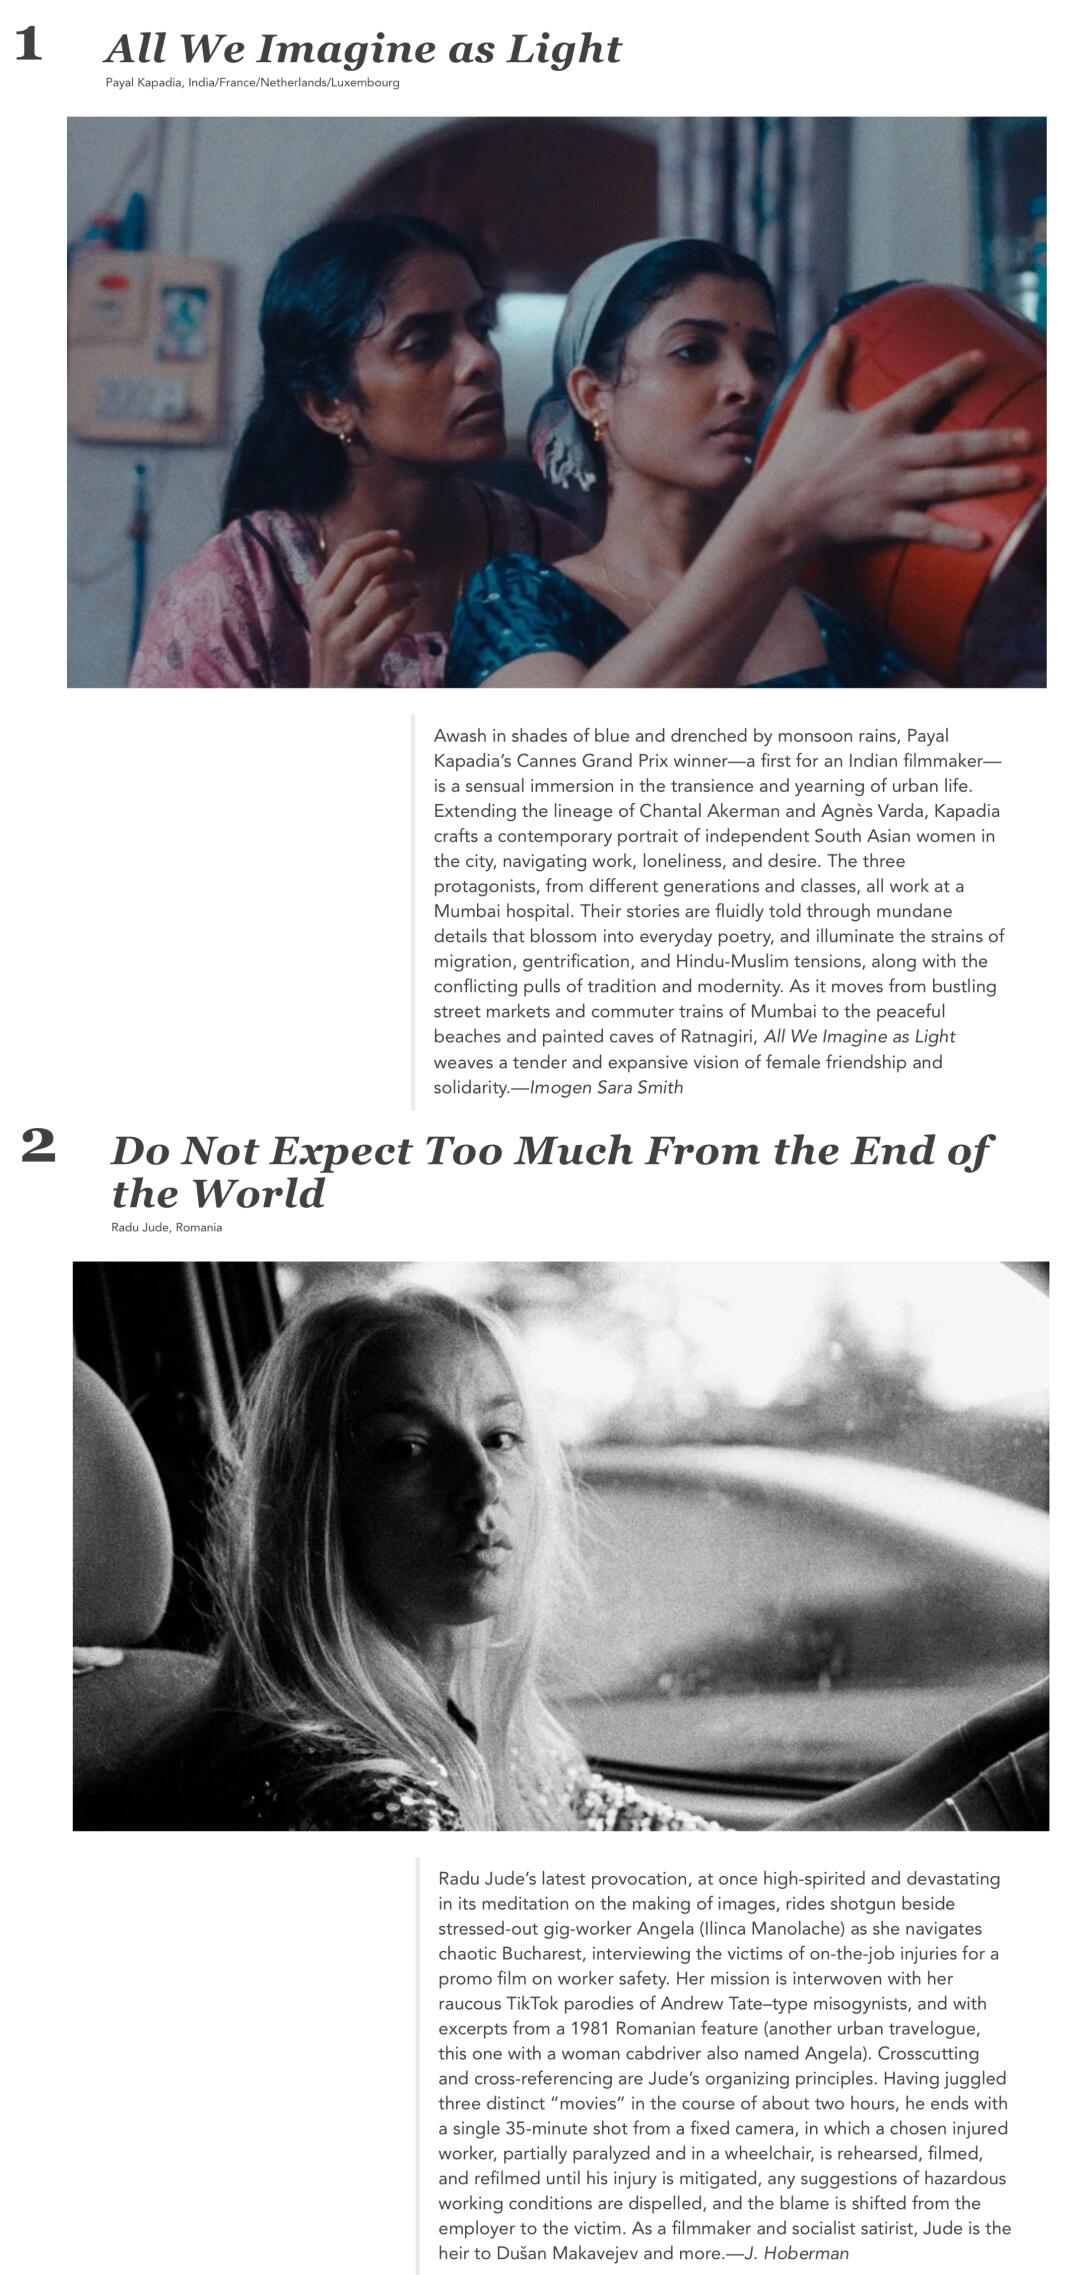 1
All We Imagine as Light
Payal Kapadia, India/France/Netherlands/Luxembourg
Awash in shades of blue and drenched by monsoon rains, Payal
Kapadia’s Cannes Grand Prix winner—a first for an Indian filmmaker—
is a sensual immersion in the transience and yearning of urban life.
Extending the lineage of Chantal Akerman and Agnès Varda, Kapadia
crafts a contemporary portrait of independent South Asian women in
the city, navigating work, loneliness, and desire. The three
protagonists, from different generations and classes, all work at a
Mumbai hospital. Their stories are fluidly told through mundane
details that blossom into everyday poetry, and illuminate the strains of
migration, gentrification, and Hindu-Muslim tensions, along with the
conflicting pulls of tradition and modernity. As it moves from bustling
street markets and commuter trains of Mumbai to the peaceful
beaches and painted caves of Ratnagiri, All We Imagine as Light
weaves a tender and expansive vision of female friendship and
solidarity.—Imogen Sara Smith
2
Do Not Expect Too Much From the End of
the World
Radu Jude, Romania
Radu Jude’s latest provocation, at once high-spirited and devastating
in its meditation on the making of images, rides shotgun beside
stressed-out gig-worker Angela (Ilinca Manolache) as she navigates
chaotic Bucharest, interviewing the victims of on-the-job injuries for a
promo film on worker safety. Her mission is interwoven with her
raucous TikTok parodies of Andrew Tate–type misogynists, and with
excerpts from a 1981 Romanian feature (another urban travelogue,
this one with a woman cabdriver also named Angela). Crosscutting
and cross-referencing are Jude’s organizing principles. Having juggled
three distinct “movies” in the course of about two hours, he ends with
a single 35-minute shot from a fixed camera, in which a chosen injured
worker, partially paralyzed and in a wheelchair, is rehearsed, filmed,
and refilmed until his injury is mitigated, any suggestions of hazardous
working conditions are dispelled, and the blame is shifted from the
employer to the victim. As a filmmaker and socialist satirist, Jude is the
heir to Dušan Makavejev and more.—J. Hoberman